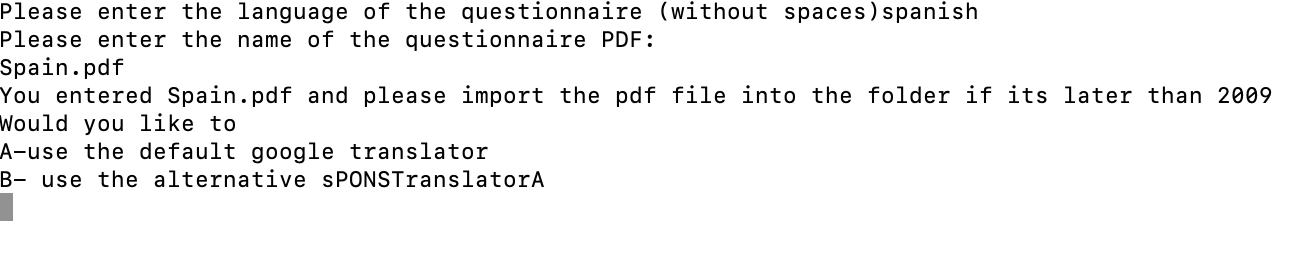 Please enter the language of the questionnaire (without spaces)spanish
Please enter the name of the questionnaire PDF:
Spain.pdf
You entered Spain.pdf and please import the pdf file into the folder if its later than 2009
Would you like to
A-use the default google translator
B- use the alternative sPONSTranslatorA